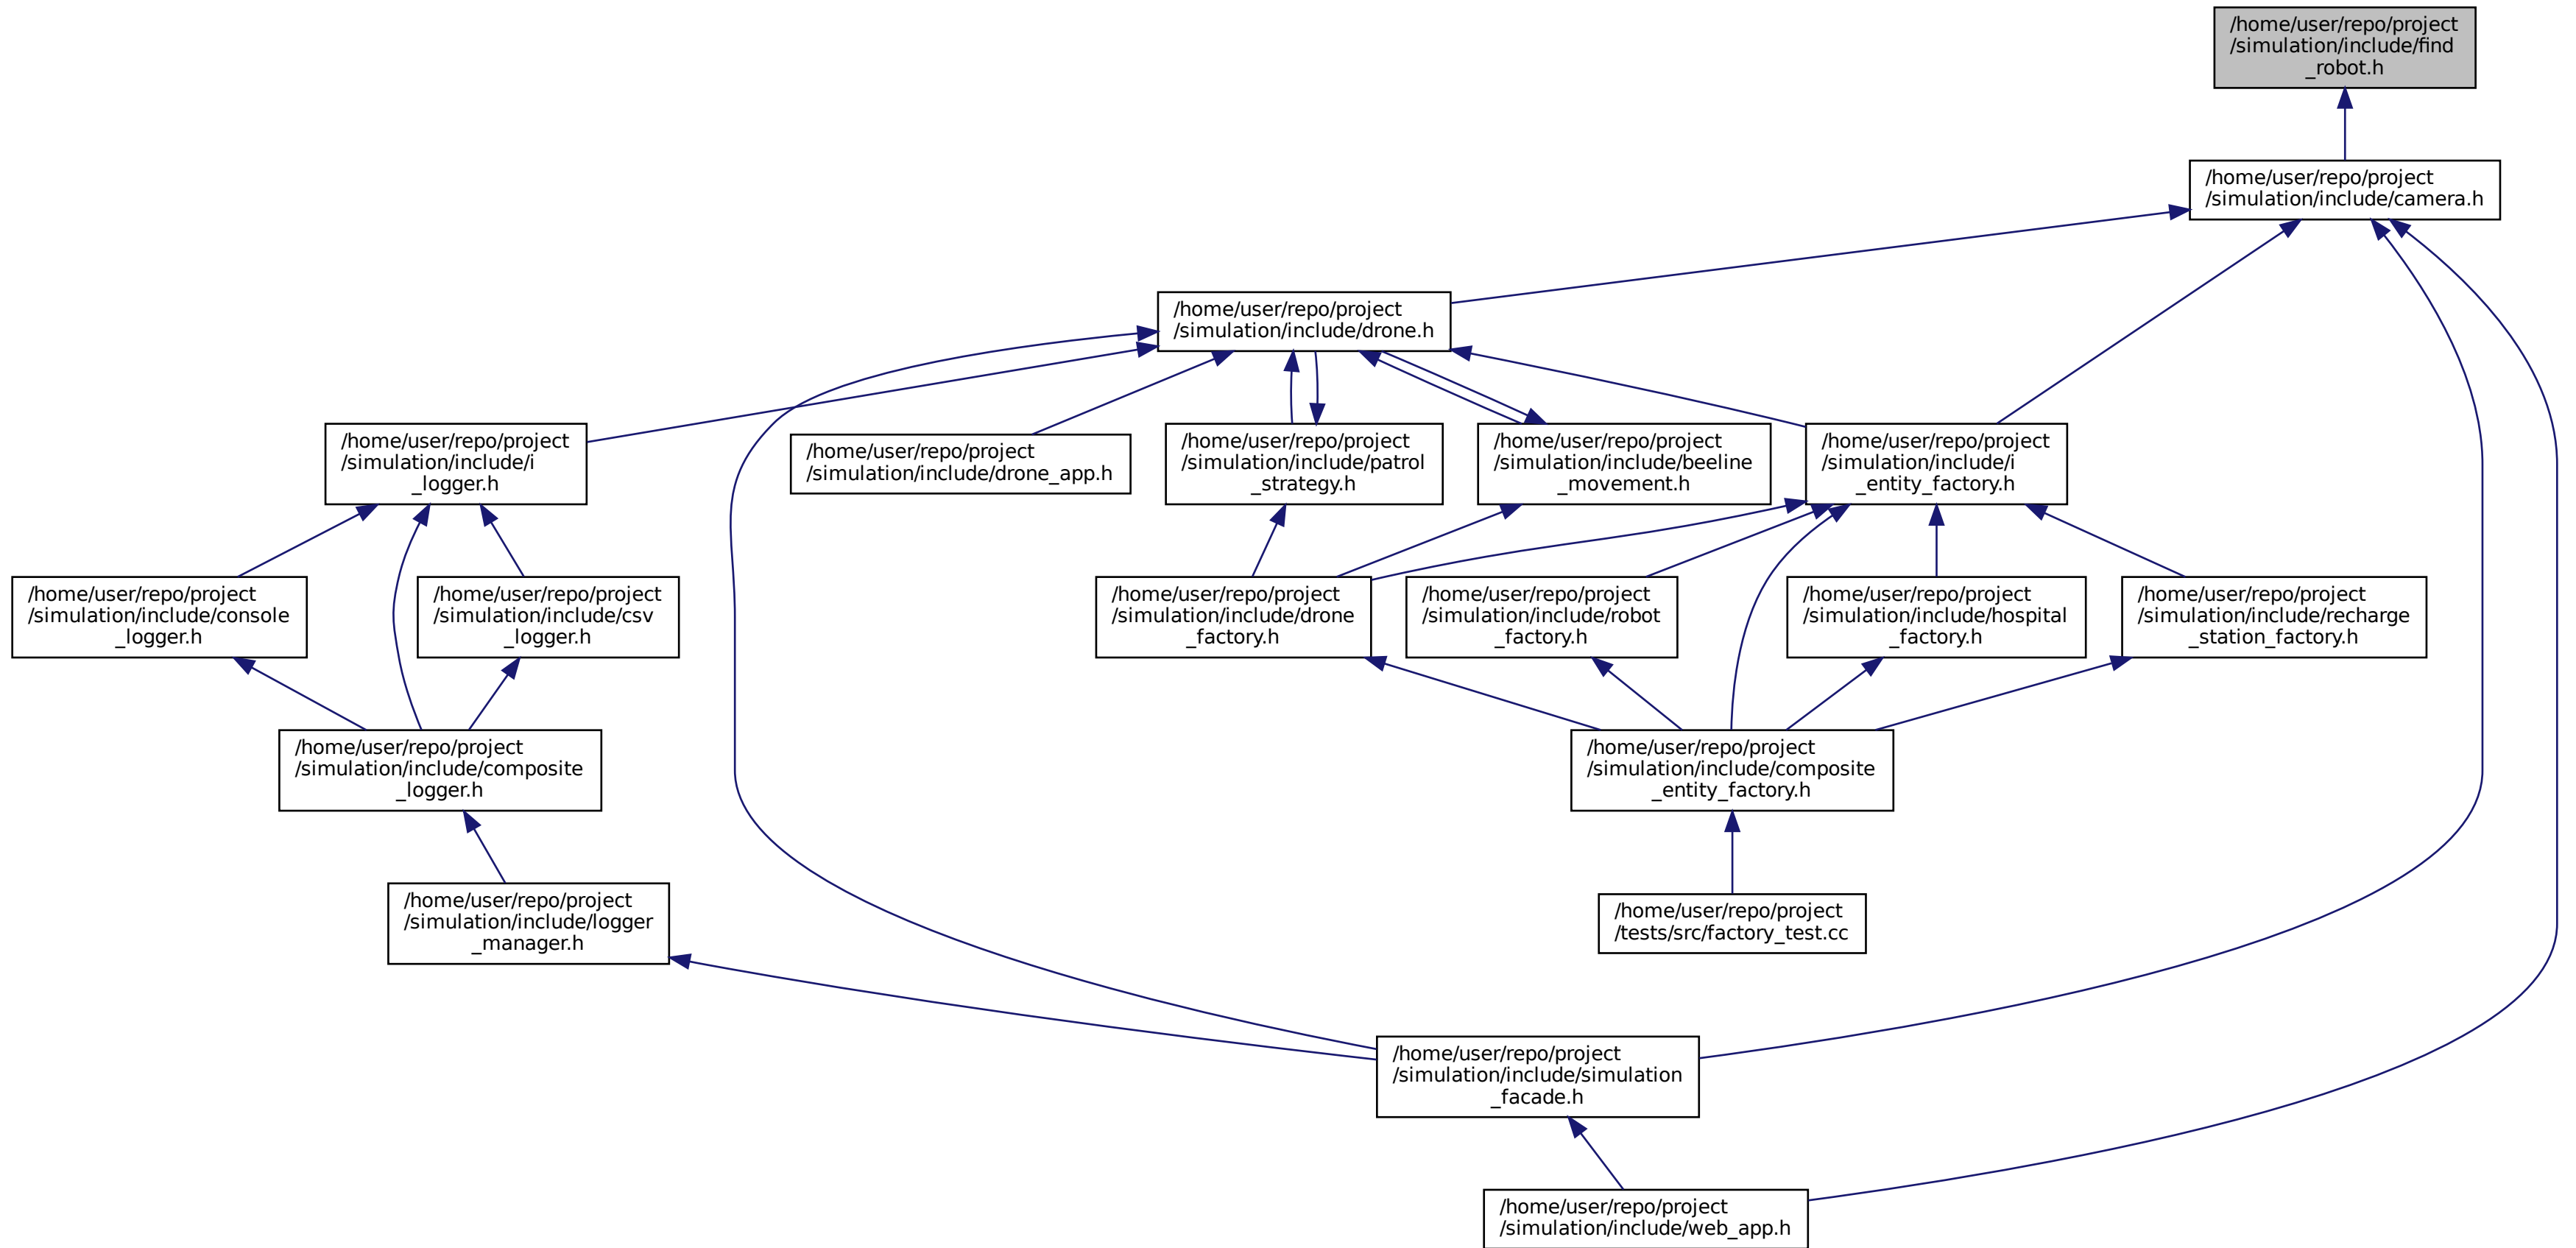 /home/user/repo/project
/simulation/include/find
_robot.h
/home/user/repo/project
/simulation/include/camera.h
/home/user/repo/project
/simulation/include/drone.h
/home/user/repo/project
/simulation/include/i
_logger.h
/home/user/repo/project
/simulation/include/drone_app.h
/home/user/repo/project
/simulation/include/patrol
_strategy.h
/home/user/repo/project
/simulation/include/beeline
_movement.h
/home/user/repo/project
/simulation/include/i
_entity_factory.h
/home/user/repo/project
/simulation/include/console
_logger.h
/home/user/repo/project
/simulation/include/csv
_logger.h
/home/user/repo/project
/simulation/include/drone
_factory.h
/home/user/repo/project
/simulation/include/robot
_factory.h
/home/user/repo/project
/simulation/include/hospital
_factory.h
/home/user/repo/project
/simulation/include/recharge
_station_factory.h
/home/user/repo/project
/simulation/include/composite
_logger.h
/home/user/repo/project
/simulation/include/composite
_entity_factory.h
/home/user/repo/project
/simulation/include/logger
_manager.h
/home/user/repo/project
/tests/src/factory_test.cc
/home/user/repo/project
/simulation/include/simulation
_facade.h
/home/user/repo/project
/simulation/include/web_app.h